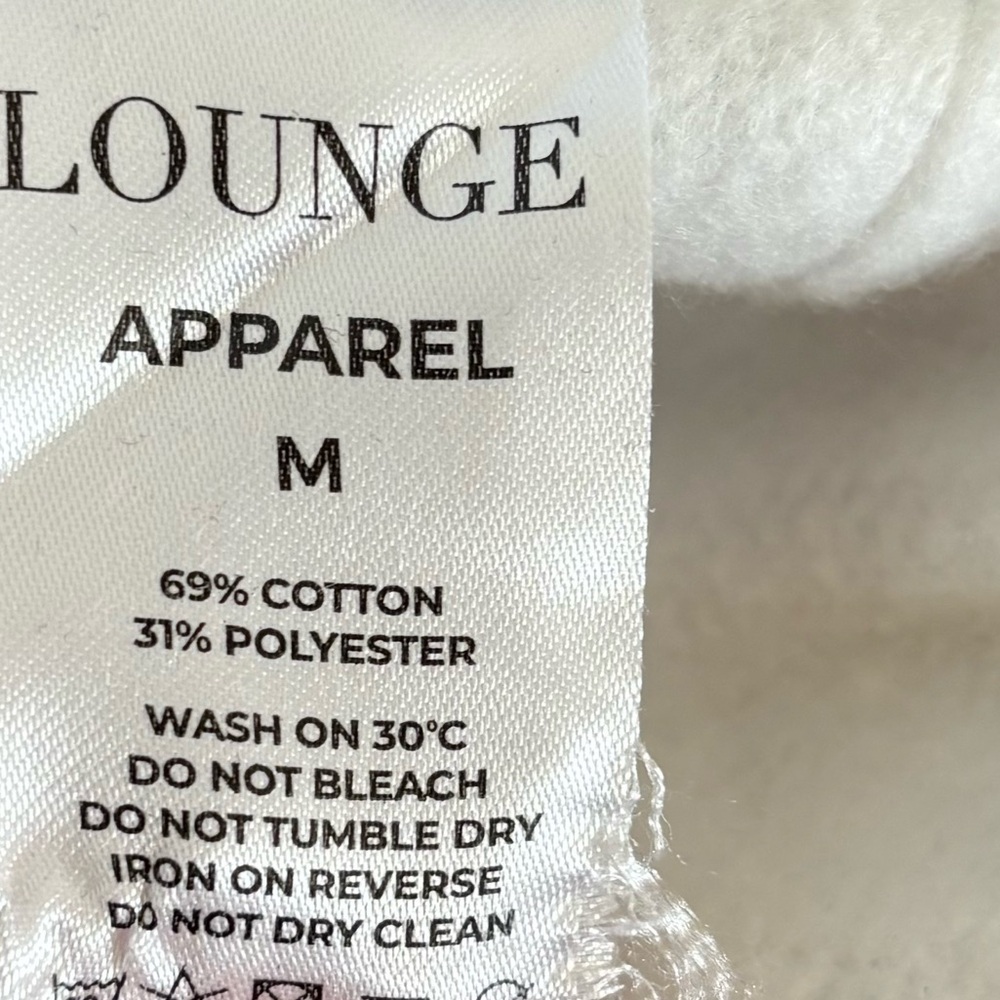 LOUNGE
APPAREL
M
69% COTTON
31% POLYESTER
WASH ON 30°C
DO NOT BLEACH
DO NOT TUMBLE DRY
IRON ON REVERSE
DO NOT DRY CLEAN